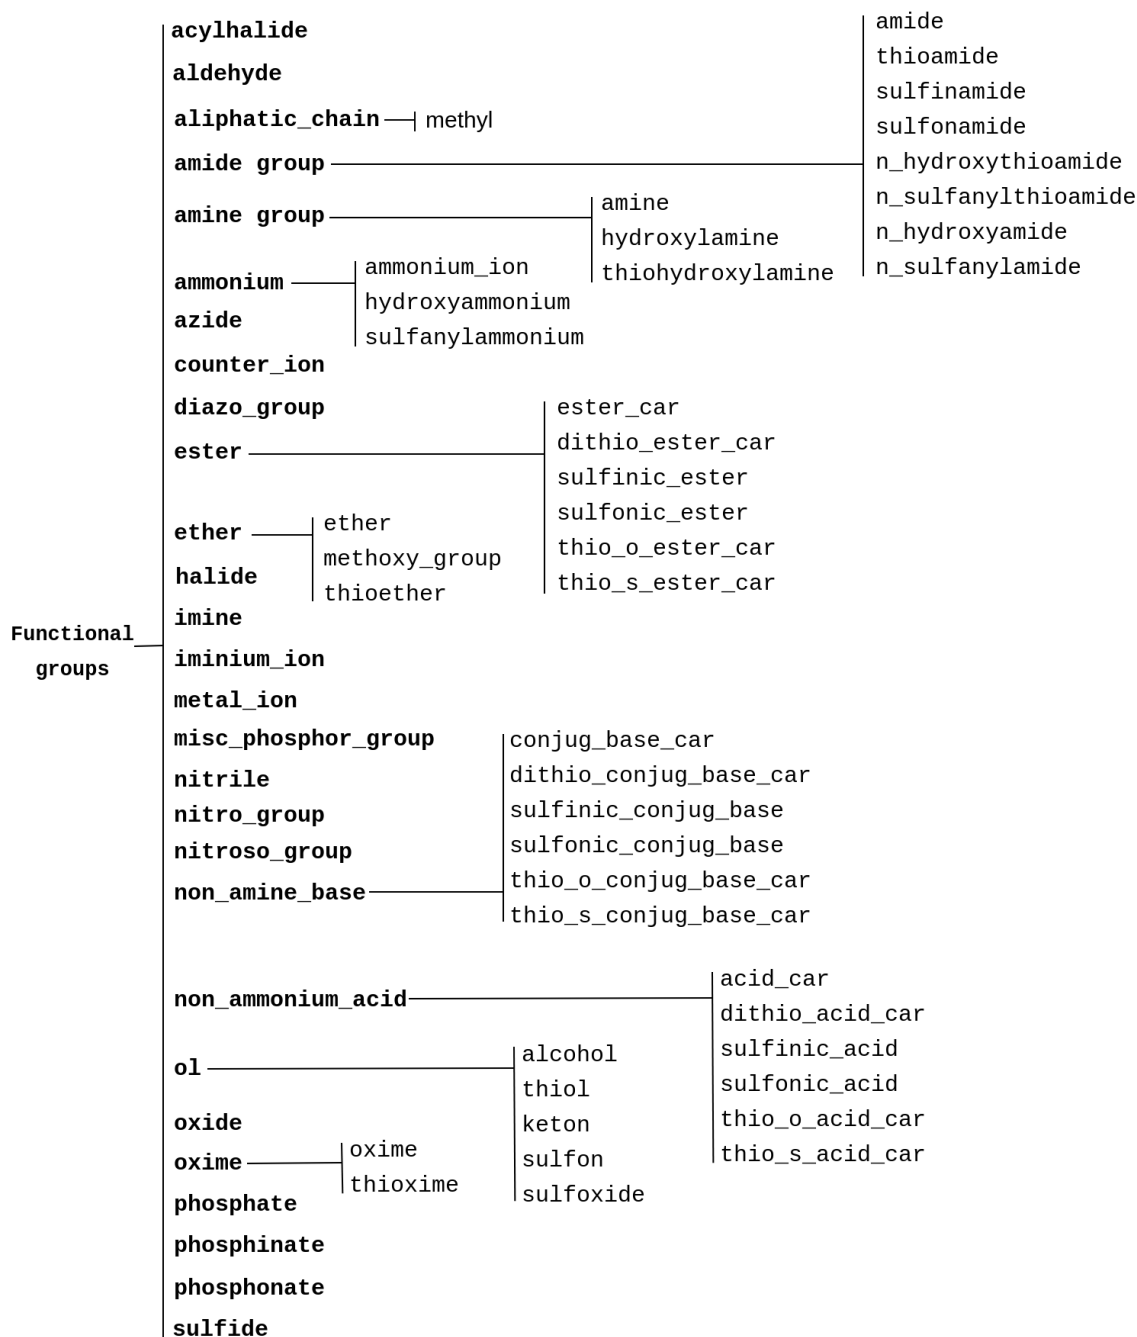 Functional
groups
acylhalide
aldehyde
aliphatic_chain
methyl
amide group
amide
thioamide
sulfinamide
sulfonamide
n_hydroxythioamide
n_sulfanylthioamide
n_hydroxyamide
n_sulfanylamide
amine group
amine
hydroxylamine
thiohydroxylamine
ammonium
ammonium_ion
hydroxyammonium
sulfanylammonium
azide
counter_ion
diazo_group
ester
ester_car
dithio_ester_car
sulfinic_ester
sulfonic_ester
thio_o_ester_car
thio_s_ester_car
ether
ether
methoxy_group
thioether
halide
imine
iminium_ion
metal_ion
misc_phosphor_group
nitrile
nitro_group
nitroso_group
non_amine_base
conjug_base_car
dithio_conjug_base_car
sulfinic_conjug_base
sulfonic_conjug_base
thio_o_conjug_base_car
thio_s_conjug_base_car
non_ammonium_acid
acid_car
dithio_acid_car
sulfinic_acid
sulfonic_acid
thio_o_acid_car
thio_s_acid_car
ol
alcohol
thiol
keton
sulfon
sulfoxide
oxide
oxime
oxime
thioxime
phosphate
phosphinate
phosphonate
sulfide